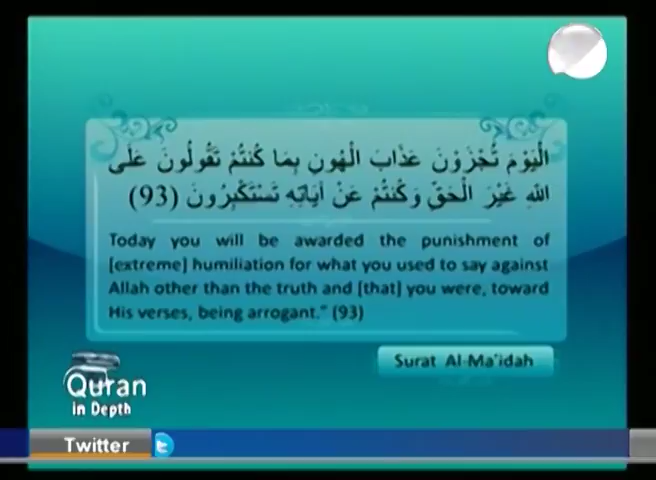 الْيَوْمَ تُجْزَوْنَ عَذَابَ الْهُونِ بِمَا كُنتُمْ تَقُولُونَ عَلَى
اللهِ غَيْرَ الْحَقِّ وَكُنتُمْ عَنْ آيَاتِهِ تَسْتَكْبِرُونَ (93)
Today you will be awarded the punishment of
[extreme] humiliation for what you used to say against
Allah other than the truth and [that] you were, toward
His verses, being arrogant." (93)
Surat Al-Ma'idah
Quran
in Depth
Twitter